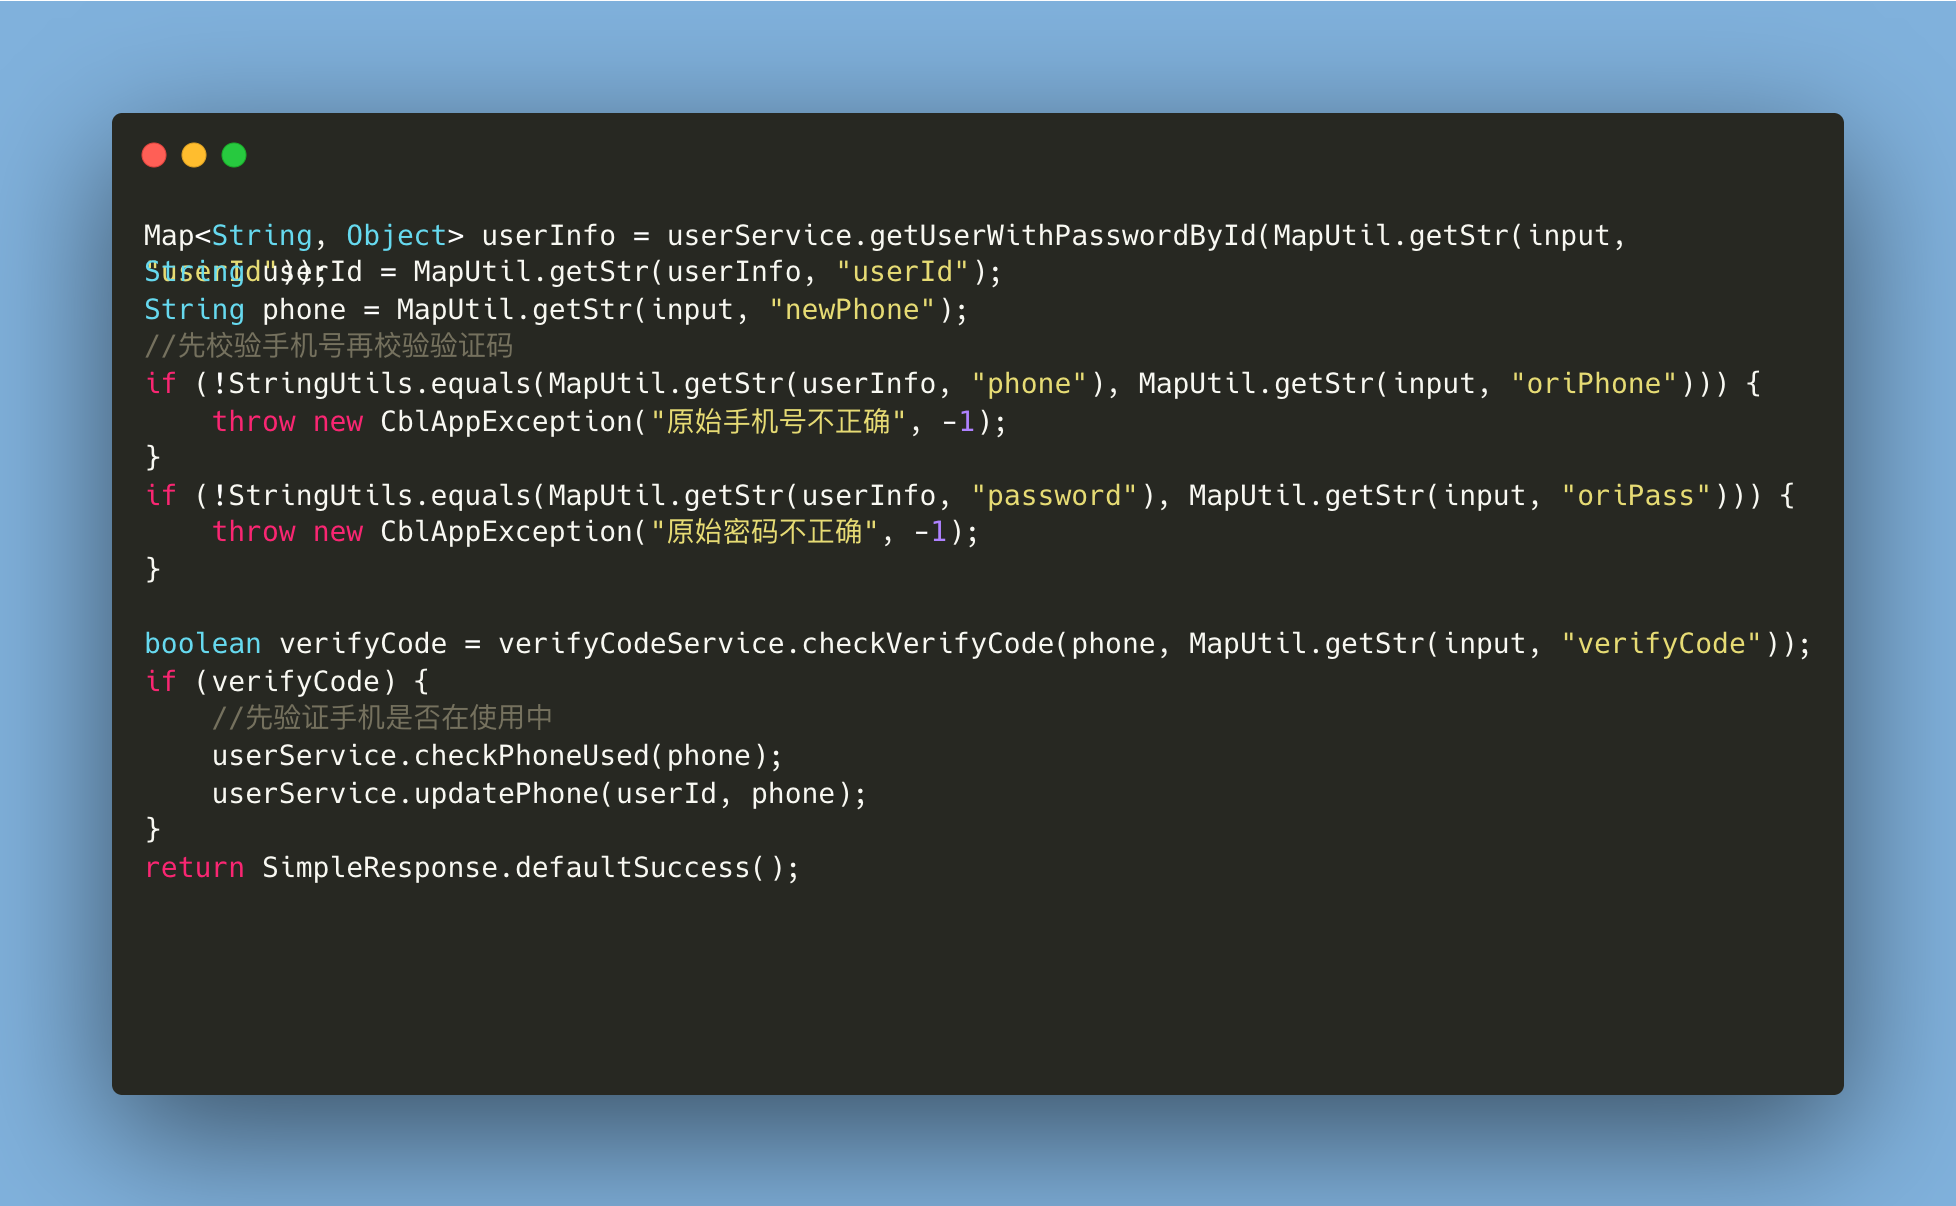 Map<String, Object> userInfo = userService.getUserWithPasswordById(MapUtil.getStr(input,
"userId"));
String userId = MapUtil.getStr(userInfo, "userId");
String phone = MapUtil.getStr(input, "newPhone");
//先校验手机号再校验验证码
if (!StringUtils.equals(MapUtil.getStr(userInfo, "phone"), MapUtil.getStr(input, "oriPhone"))) {
    throw new CblAppException("原始手机号不正确", -1);
}
if (!StringUtils.equals(MapUtil.getStr(userInfo, "password"), MapUtil.getStr(input, "oriPass"))) {
    throw new CblAppException("原始密码不正确", -1);
}
boolean verifyCode = verifyCodeService.checkVerifyCode(phone, MapUtil.getStr(input, "verifyCode"));
if (verifyCode) {
    //先验证手机是否在使用中
    userService.checkPhoneUsed(phone);
    userService.updatePhone(userId, phone);
}
return SimpleResponse.defaultSuccess();